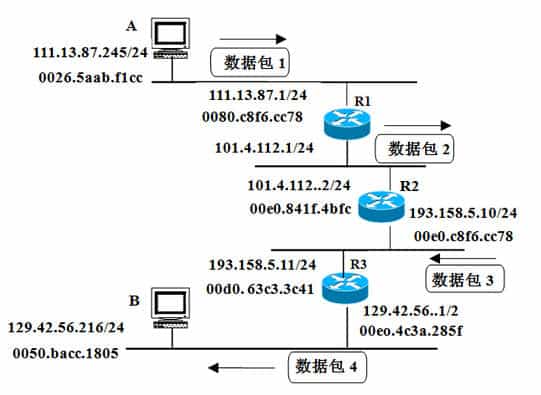 A
111.13.87.245/24
0026.5aab.f1cc
数据包 1
111.13.87.1/24
R1
0080.c8f6.cc78
101.4.112.1/24
数据包 2
101.4.112..2/24
R2
00e0.841f.4bfc
193.158.5.10/24
00e0.c8f6.cc78
193.158.5.11/24
R3
数据包 3
00d0. 63c3.3c41
B
129.42.56..1/2
129.42.56.216/24
00eo.4c3a.285f
0050.bacc.1805
数据包 4